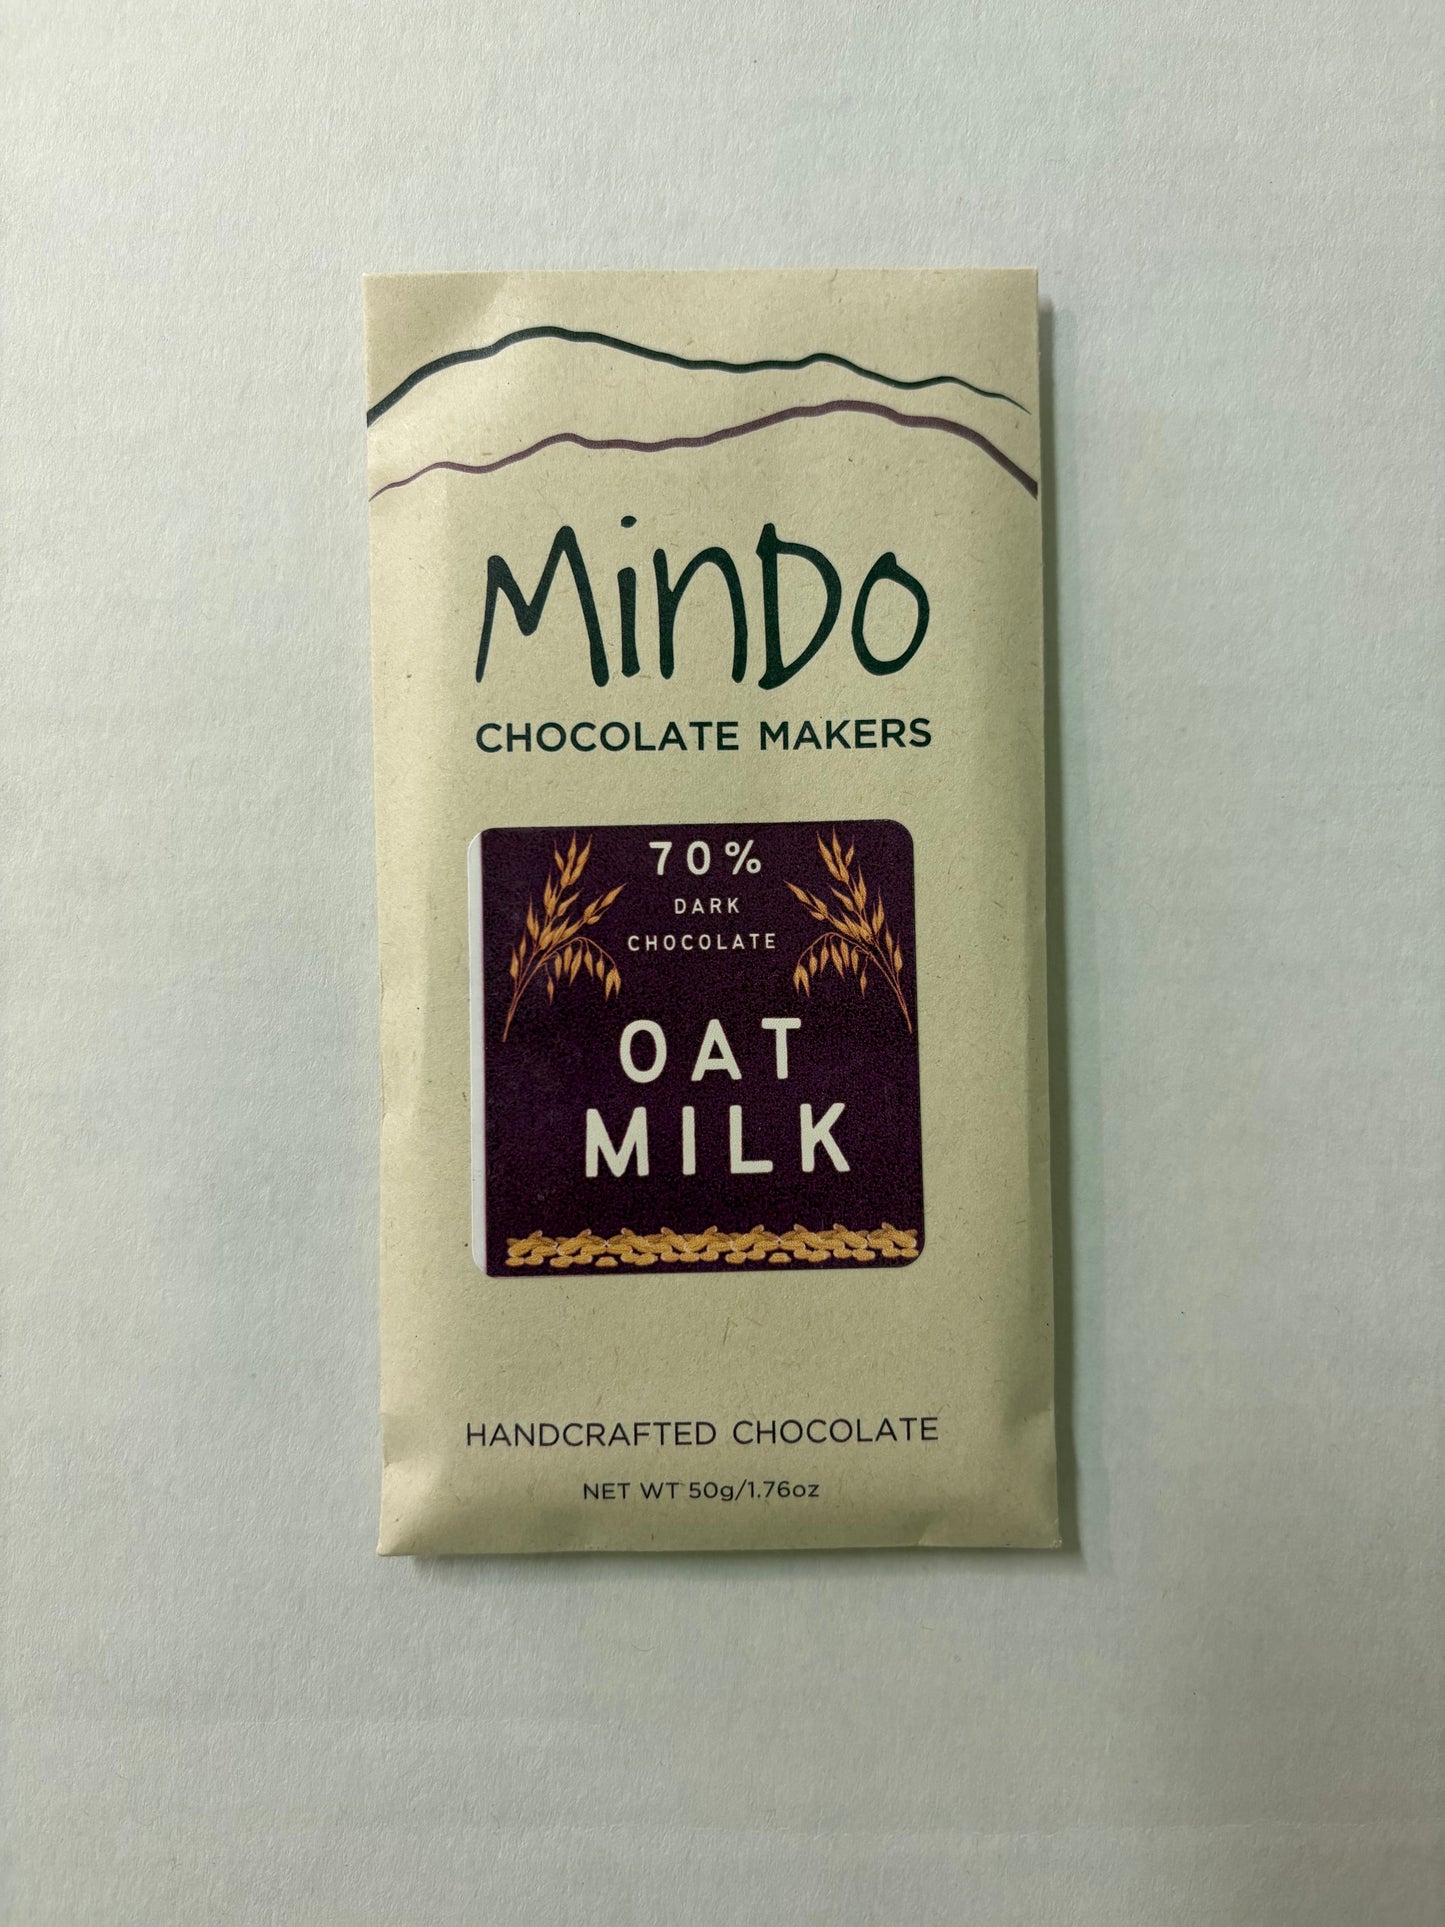 MinDo
CHOCOLATE MAKERS
70%
DARK
CHOCOLATE
OAT
MILK
HANDCRAFTED CHOCOLATE
NET WT 50g/1.76oz